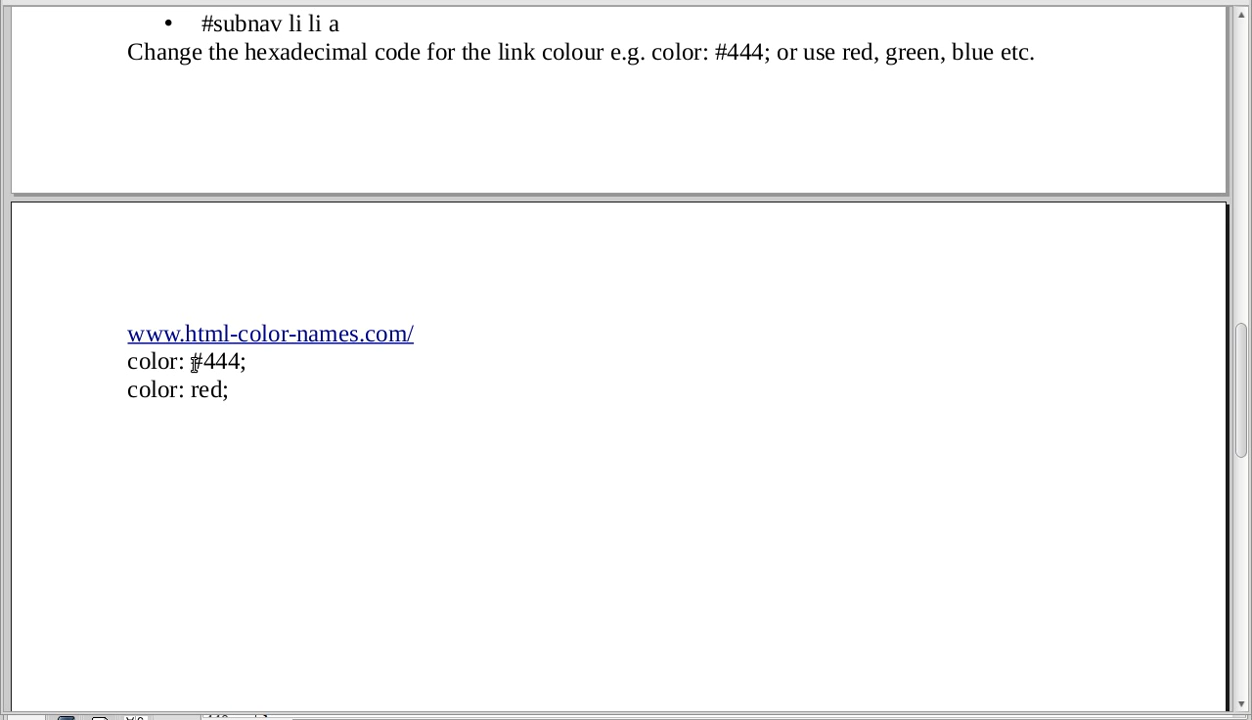 • #subnav li li a
Change the hexadecimal code for the link colour e.g. color: #444; or use red, green, blue etc.
www.html-color-names.com/
color: #444;
color: red;